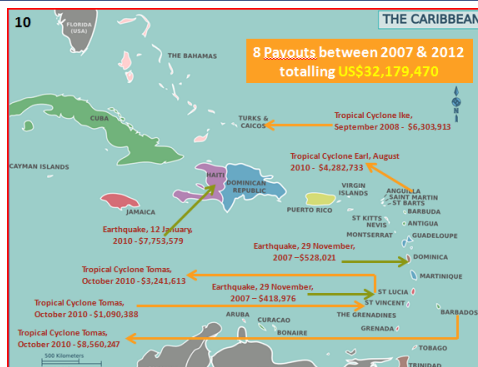 10
FLORIDA
(USA)
THE CARIBBEAN
THE BAHAMAS
8 Payouts between 2007 & 2012
totalling US$32,179,470
CUBA
TURKS &
CAICOS
Tropical Cyclone Ike,
September 2008 - $6,303,913
CAYMAN ISLANDS
Tropical Cyclone Earl, August
2010 - $4,282,733
HAITI
DOMINICAN
REPUBLIC
JAMAICA
PUERTO RICO
VIRGIN
ISLANDS
ANGUILLA
SAINT MARTIN
ST BARTS
BARBUDA
ST KITTS
NEVIS
ANTIGUA
MONTSERRAT
GUADELOUPE
Earthquake, 12 January,
2010 - $7,753,579
Earthquake, 29 November,
2007 –$528,021
DOMINICA
MARTINIQUE
Tropical Cyclone Tomas,
October 2010 - $3,241,613
Earthquake, 29 November,
2007 – $418,976
ST LUCIA
Tropical Cyclone Tomas,
October 2010 - $1,090,388
ST VINCENT
THE GRENADINES
BARBADOS
ARUBA
CURACAO
BONAIRE
GRENADA
Tropical Cyclone Tomas,
October 2010 - $8,560,247
TOBAGO
500 Kilometers
TRINIDAD